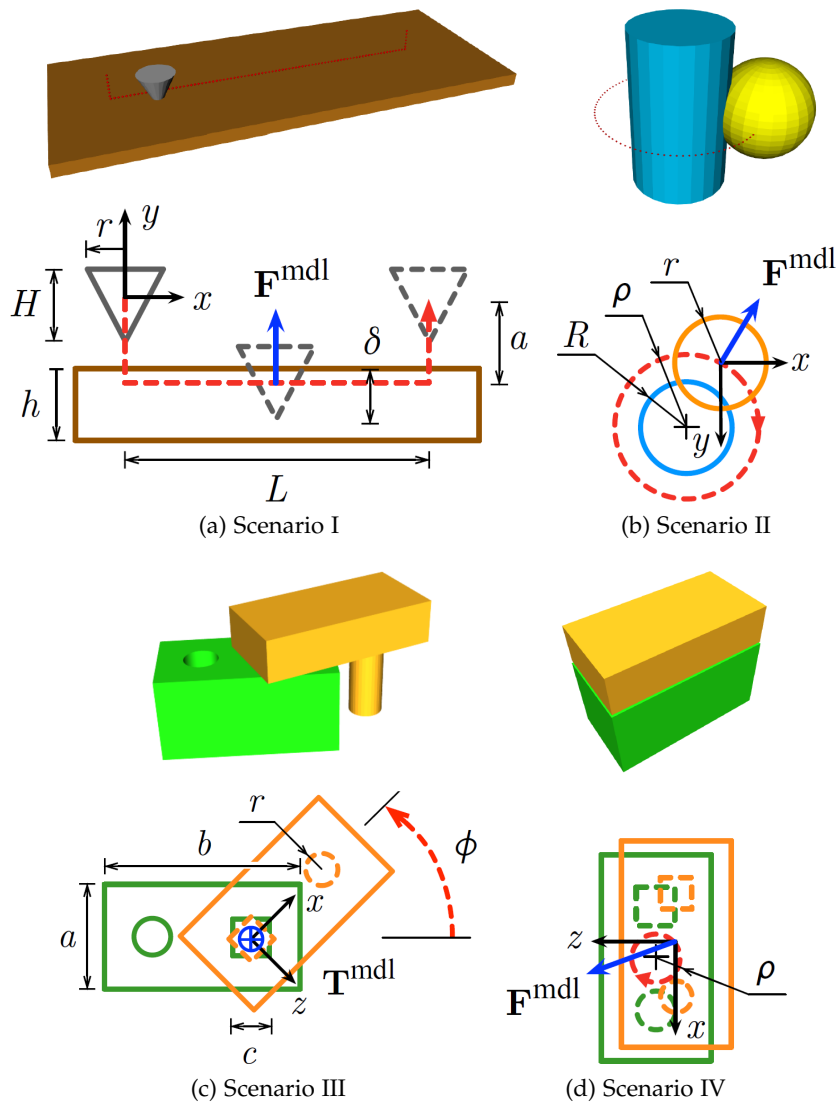 r
y
x
H
F^mdl
δ
a
h
L
(a) Scenario I
r
F^mdl
ρ
R
x
y
(b) Scenario II
r
b
ϕ
x
a
T^mdl
z
c
(c) Scenario III
z
ρ
F^mdl
x
(d) Scenario IV